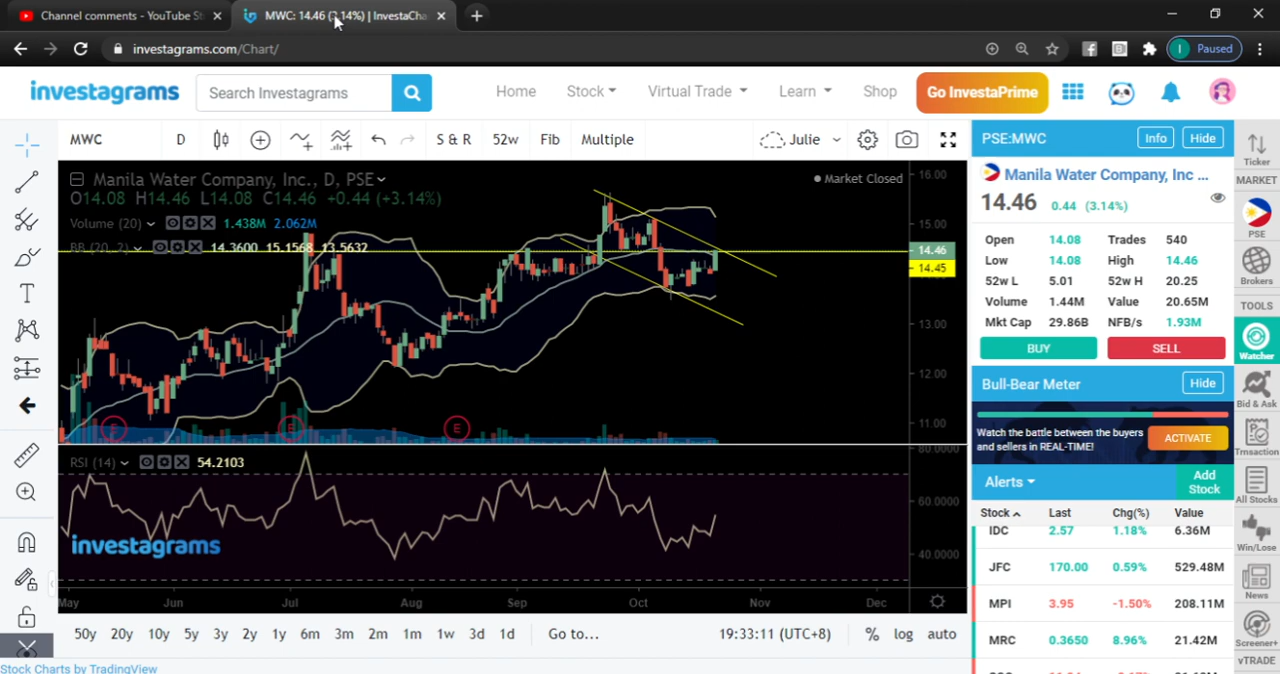 Channel comments - YouTube St
MWC: 14.46 (3.14%) | InvestaCha
investagrams.com/Chart/
Paused
investagrams
Search Investagrams
Home
Stock
Virtual Trade
Learn
Shop
Go InvestaPrime
MWC
D
S & R
52w
Fib
Multiple
Julie
Manila Water Company, Inc., D, PSE
O14.08 H14.46 L14.08 C14.46 +0.44 (+3.14%)
Market Closed
Volume (20) 1.438M 2.062M
BB (20, 2) 14.3600 15.1568 13.5632
16.00
15.00
14.46
14.45
13.00
12.00
11.00
E
E
E
RSI (14) 54.2103
80.0000
60.0000
40.0000
investagrams
May Jun Jul Aug Sep Oct Nov Dec
50y 20y 10y 5y 3y 2y 1y 6m 3m 2m 1m 1w 3d 1d Go to... 19:33:11 (UTC+8) % log auto
Stock Charts by TradingView
PSE:MWC Info Hide
Manila Water Company, Inc ...
14.46 0.44 (3.14%)
Open 14.08 Trades 540
Low 14.08 High 14.46
52w L 5.01 52w H 20.25
Volume 1.44M Value 20.65M
Mkt Cap 29.86B NFB/s 1.93M
BUY SELL
Bull-Bear Meter Hide
Watch the battle between the buyers
and sellers in REAL-TIME!
ACTIVATE
Alerts
Add
Stock
Stock Last Chg(%) Value
IDC 2.57 1.18% 6.36M
JFC 170.00 0.59% 529.48M
MPI 3.95 -1.50% 208.11M
MRC 0.3650 8.96% 21.42M
Ticker
MARKET
PSE
Brokers
TOOLS
Watcher
Bid & Ask
Trnsaction
All Stocks
Win/Lose
News
Screener+
vTRADE